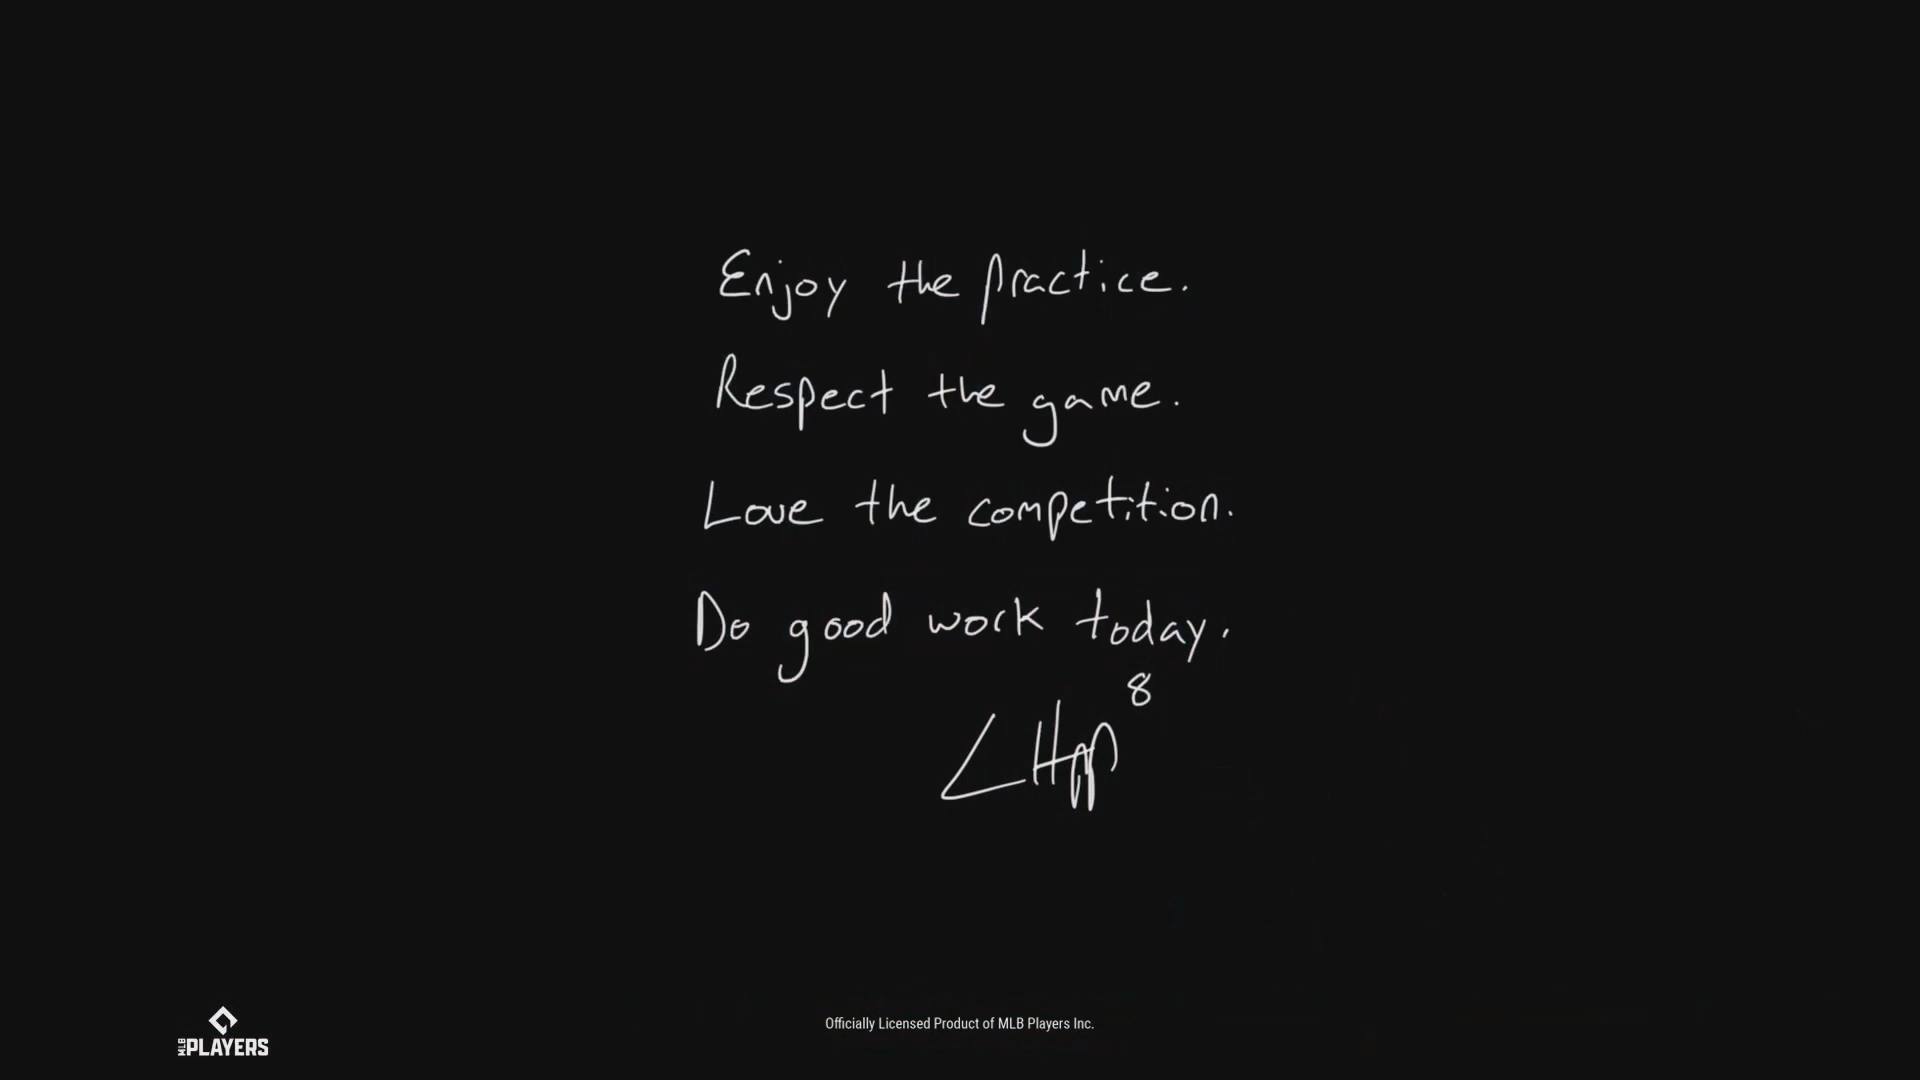 Enjoy the practice.
Respect the game.
Love the competition.
Do good work today.
8
MLB PLAYERS
Officially Licensed Product of MLB Players Inc.